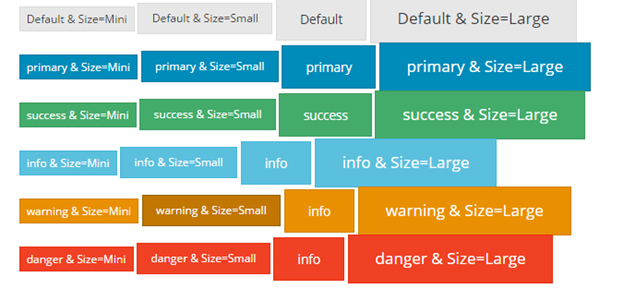 Default & Size=Mini Default & Size=Small Default Default & Size=Large
primary & Size=Mini primary & Size=Small primary primary & Size=Large
success & Size=Mini success & Size=Small success success & Size=Large
info & Size=Mini info & Size=Small info info & Size=Large
warning & Size=Mini warning & Size=Small info warning & Size=Large
danger & Size=Mini danger & Size=Small info danger & Size=Large